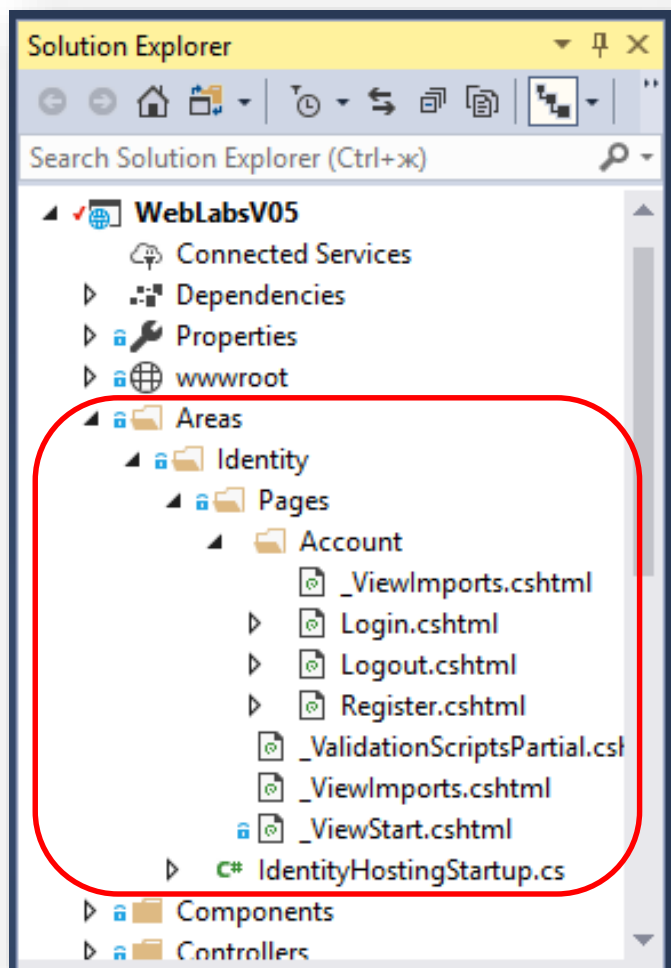 Solution Explorer
Search Solution Explorer (Ctrl+ж)
WebLabsV05
Connected Services
Dependencies
Properties
wwwroot
Areas
Identity
Pages
Account
_ViewImports.cshtml
Login.cshtml
Logout.cshtml
Register.cshtml
_ValidationScriptsPartial.csh
_ViewImports.cshtml
_ViewStart.cshtml
C# IdentityHostingStartup.cs
Components
Controllers